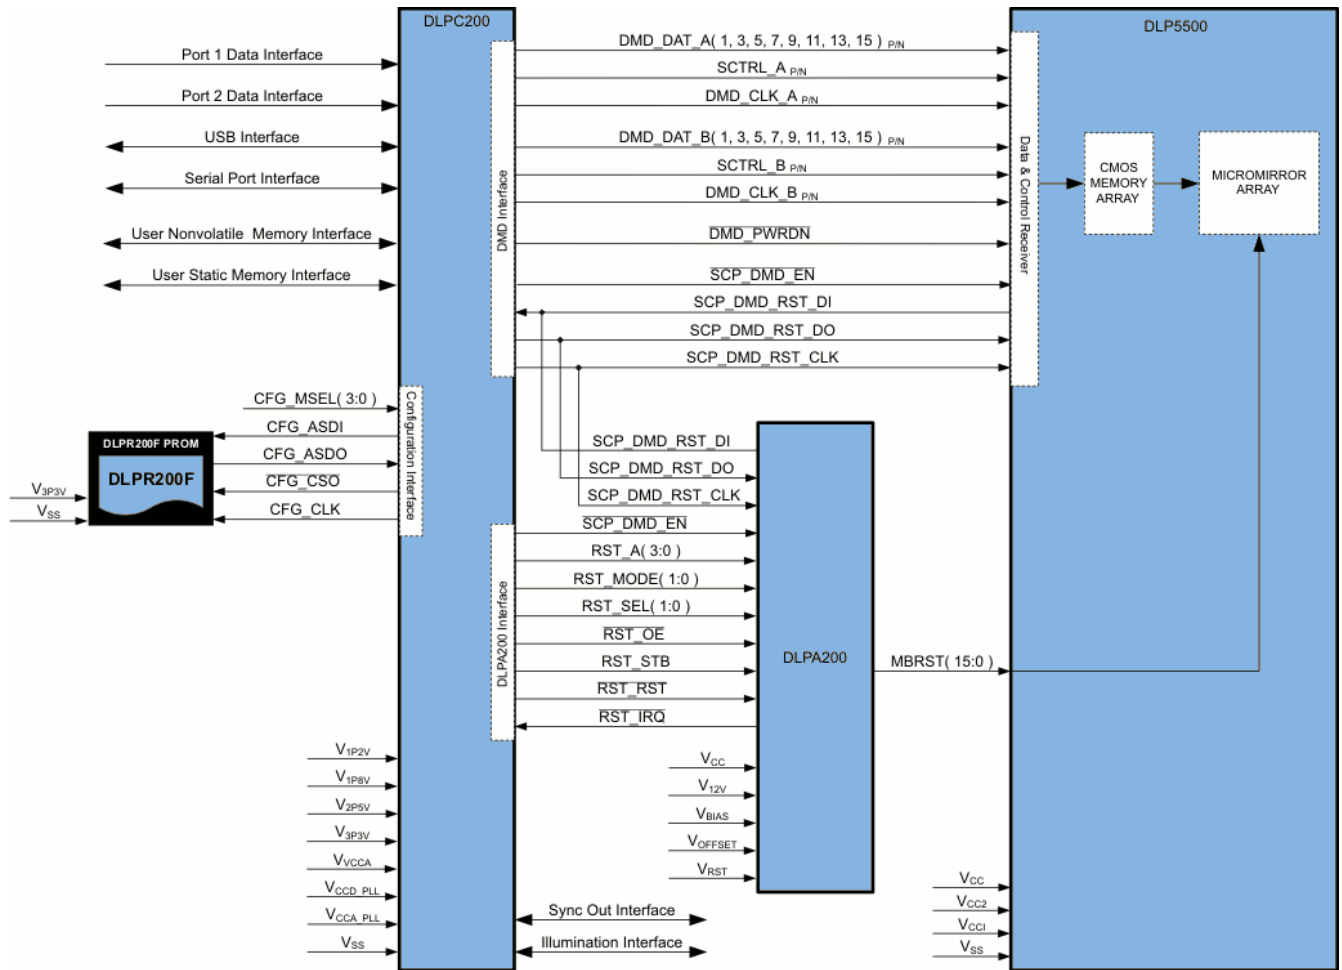 DLPC200
DLP5500
Port 1 Data Interface
Port 2 Data Interface
USB Interface
Serial Port Interface
User Nonvolatile Memory Interface
User Static Memory Interface
DMD Interface
DMD_DAT_A( 1, 3, 5, 7, 9, 11, 13, 15 ) P/N
SCTRL_A P/N
DMD_CLK_A P/N
DMD_DAT_B( 1, 3, 5, 7, 9, 11, 13, 15 ) P/N
SCTRL_B P/N
DMD_CLK_B P/N
DMD_PWRDN
SCP_DMD_EN
SCP_DMD_RST_DI
SCP_DMD_RST_DO
SCP_DMD_RST_CLK
Data & Control Receiver
CMOS
MEMORY
ARRAY
MICROMIRROR
ARRAY
CFG_MSEL( 3:0 )
CFG_ASDI
CFG_ASDO
CFG_CSO
CFG_CLK
Configuration Interface
DLPR200F PROM
DLPR200F
V3P3V
VSS
SCP_DMD_RST_DI
SCP_DMD_RST_DO
SCP_DMD_RST_CLK
SCP_DMD_EN
RST_A( 3:0 )
RST_MODE( 1:0 )
RST_SEL( 1:0 )
RST_OE
RST_STB
RST_RST
RST_IRQ
DLPA200 Interface
DLPA200
MBRST( 15:0 )
V1P2V
V1P8V
V2P5V
V3P3V
VVCCA
VCCD_PLL
VCCA_PLL
VSS
VCC
V12V
VBIAS
VOFFSET
VRST
Sync Out Interface
Illumination Interface
VCC
VCC2
VCCI
VSS